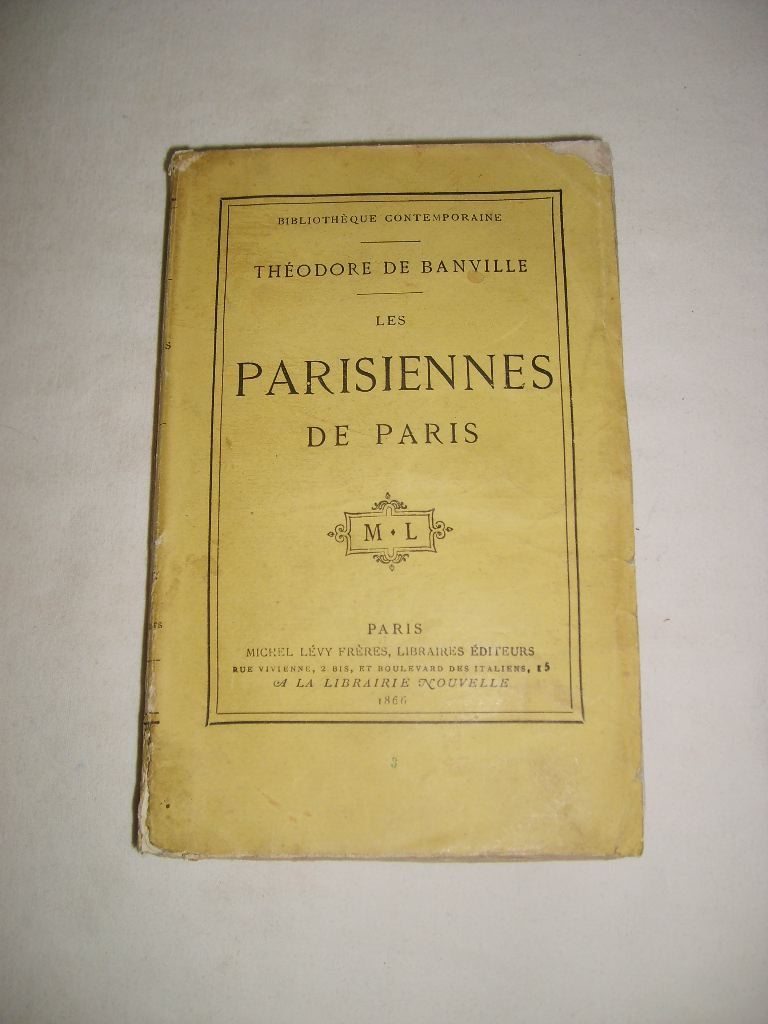 BIBLIOTHÈQUE CONTEMPORAINE
THÉODORE DE BANVILLE
LES
PARISIENNES
DE PARIS
M • L
PARIS
MICHEL LÉVY FRÈRES, LIBRAIRES ÉDITEURS
RUE VIVIENNE, 2 BIS, ET BOULEVARD DES ITALIENS, 15
A LA LIBRAIRIE NOUVELLE
1866
3